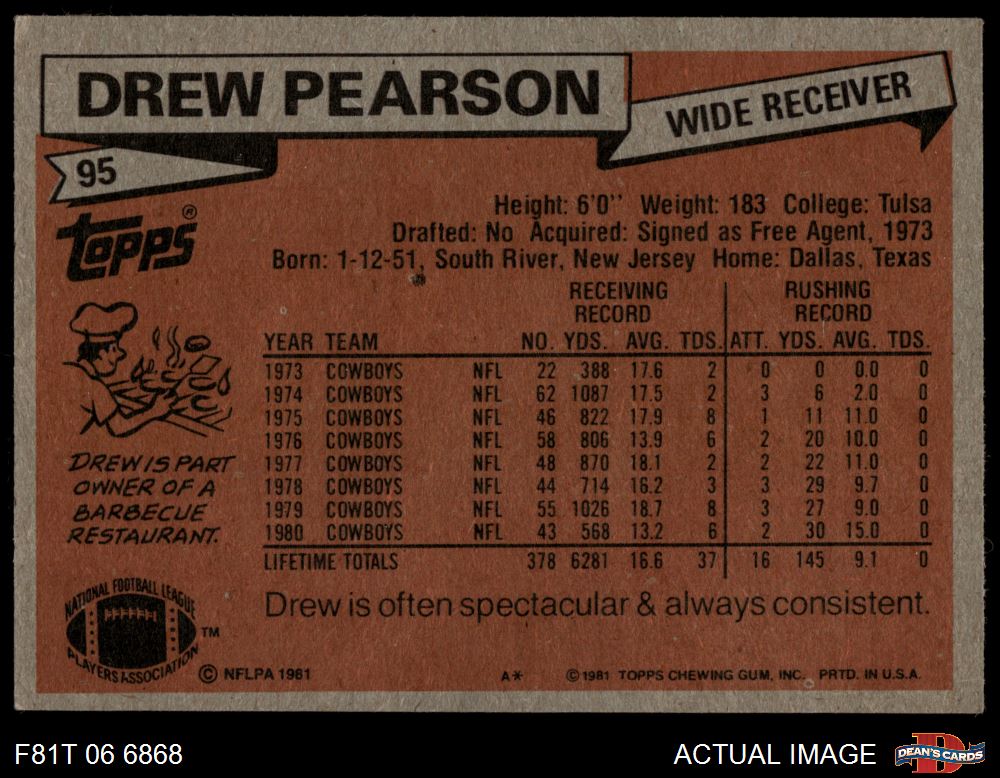 DREW PEARSON
WIDE RECEIVER
95
topps®
Height: 6'0" Weight: 183 College: Tulsa
Drafted: No Acquired: Signed as Free Agent, 1973
Born: 1-12-51, South River, New Jersey Home: Dallas, Texas
RECEIVING RECORD RUSHING RECORD
YEAR TEAM NO. YDS. AVG. TDS. ATT. YDS. AVG. TDS.
1973 COWBOYS NFL 22 388 17.6 2 0 0 0.0 0
1974 COWBOYS NFL 62 1087 17.5 2 3 6 2.0 0
1975 COWBOYS NFL 46 822 17.9 8 1 11 11.0 0
1976 COWBOYS NFL 58 806 13.9 6 2 20 10.0 0
1977 COWBOYS NFL 48 870 18.1 2 2 22 11.0 0
1978 COWBOYS NFL 44 714 16.2 3 3 29 9.7 0
1979 COWBOYS NFL 55 1026 18.7 8 3 27 9.0 0
1980 COWBOYS NFL 43 568 13.2 6 2 30 15.0 0
LIFETIME TOTALS 378 6281 16.6 37 16 145 9.1 0
DREW IS PART
OWNER OF A
BARBECUE
RESTAURANT.
Drew is often spectacular & always consistent.
NATIONAL FOOTBALL LEAGUE
PLAYERS ASSOCIATION
TM
© NFLPA 1981 A* © 1981 TOPPS CHEWING GUM, INC. PRTD. IN U.S.A.
F81T 06 6868 ACTUAL IMAGE D DEAN'S CARDS